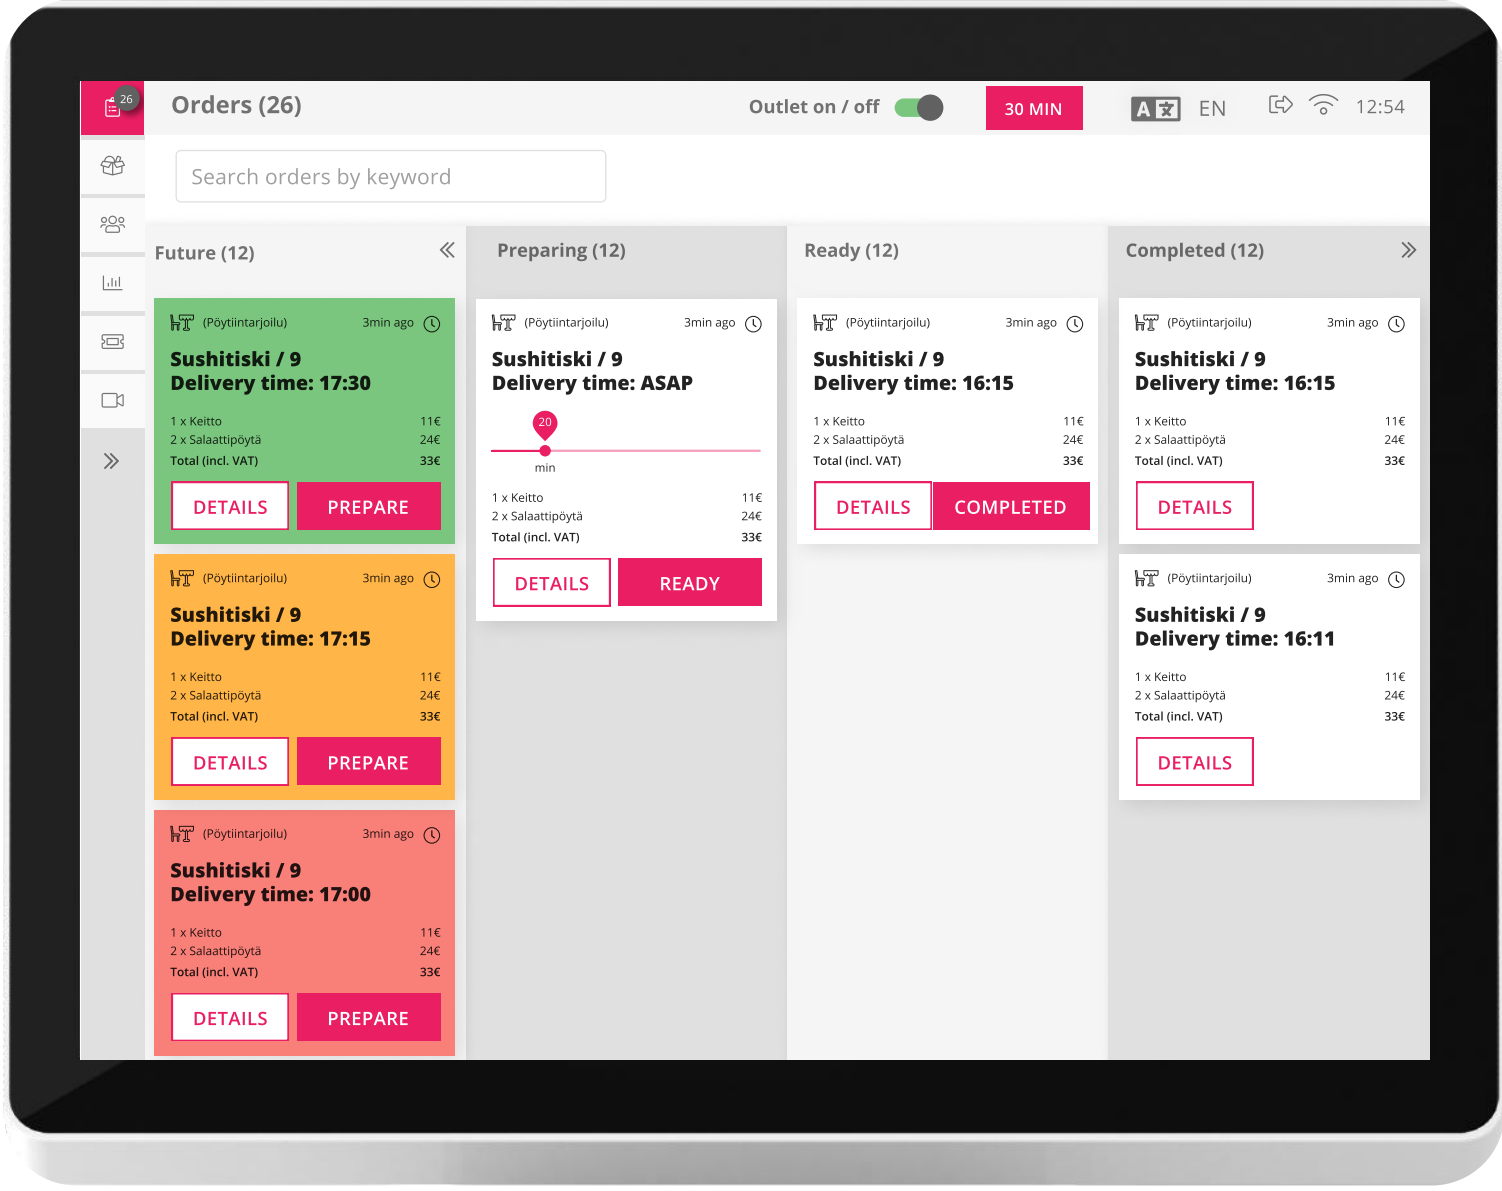 26
Orders (26)
Outlet on / off
30 MIN
A EN
12:54
Search orders by keyword
Future (12)
(Pöytiintarjoilu) 3min ago
Sushitiski / 9
Delivery time: 17:30
1 x Keitto 11€
2 x Salaattipöytä 24€
Total (incl. VAT) 33€
DETAILS PREPARE
(Pöytiintarjoilu) 3min ago
Sushitiski / 9
Delivery time: 17:15
1 x Keitto 11€
2 x Salaattipöytä 24€
Total (incl. VAT) 33€
DETAILS PREPARE
(Pöytiintarjoilu) 3min ago
Sushitiski / 9
Delivery time: 17:00
1 x Keitto 11€
2 x Salaattipöytä 24€
Total (incl. VAT) 33€
DETAILS PREPARE
Preparing (12)
(Pöytiintarjoilu) 3min ago
Sushitiski / 9
Delivery time: ASAP
20
min
1 x Keitto 11€
2 x Salaattipöytä 24€
Total (incl. VAT) 33€
DETAILS READY
Ready (12)
(Pöytiintarjoilu) 3min ago
Sushitiski / 9
Delivery time: 16:15
1 x Keitto 11€
2 x Salaattipöytä 24€
Total (incl. VAT) 33€
DETAILS COMPLETED
Completed (12)
(Pöytiintarjoilu) 3min ago
Sushitiski / 9
Delivery time: 16:15
1 x Keitto 11€
2 x Salaattipöytä 24€
Total (incl. VAT) 33€
DETAILS
(Pöytiintarjoilu) 3min ago
Sushitiski / 9
Delivery time: 16:11
1 x Keitto 11€
2 x Salaattipöytä 24€
Total (incl. VAT) 33€
DETAILS